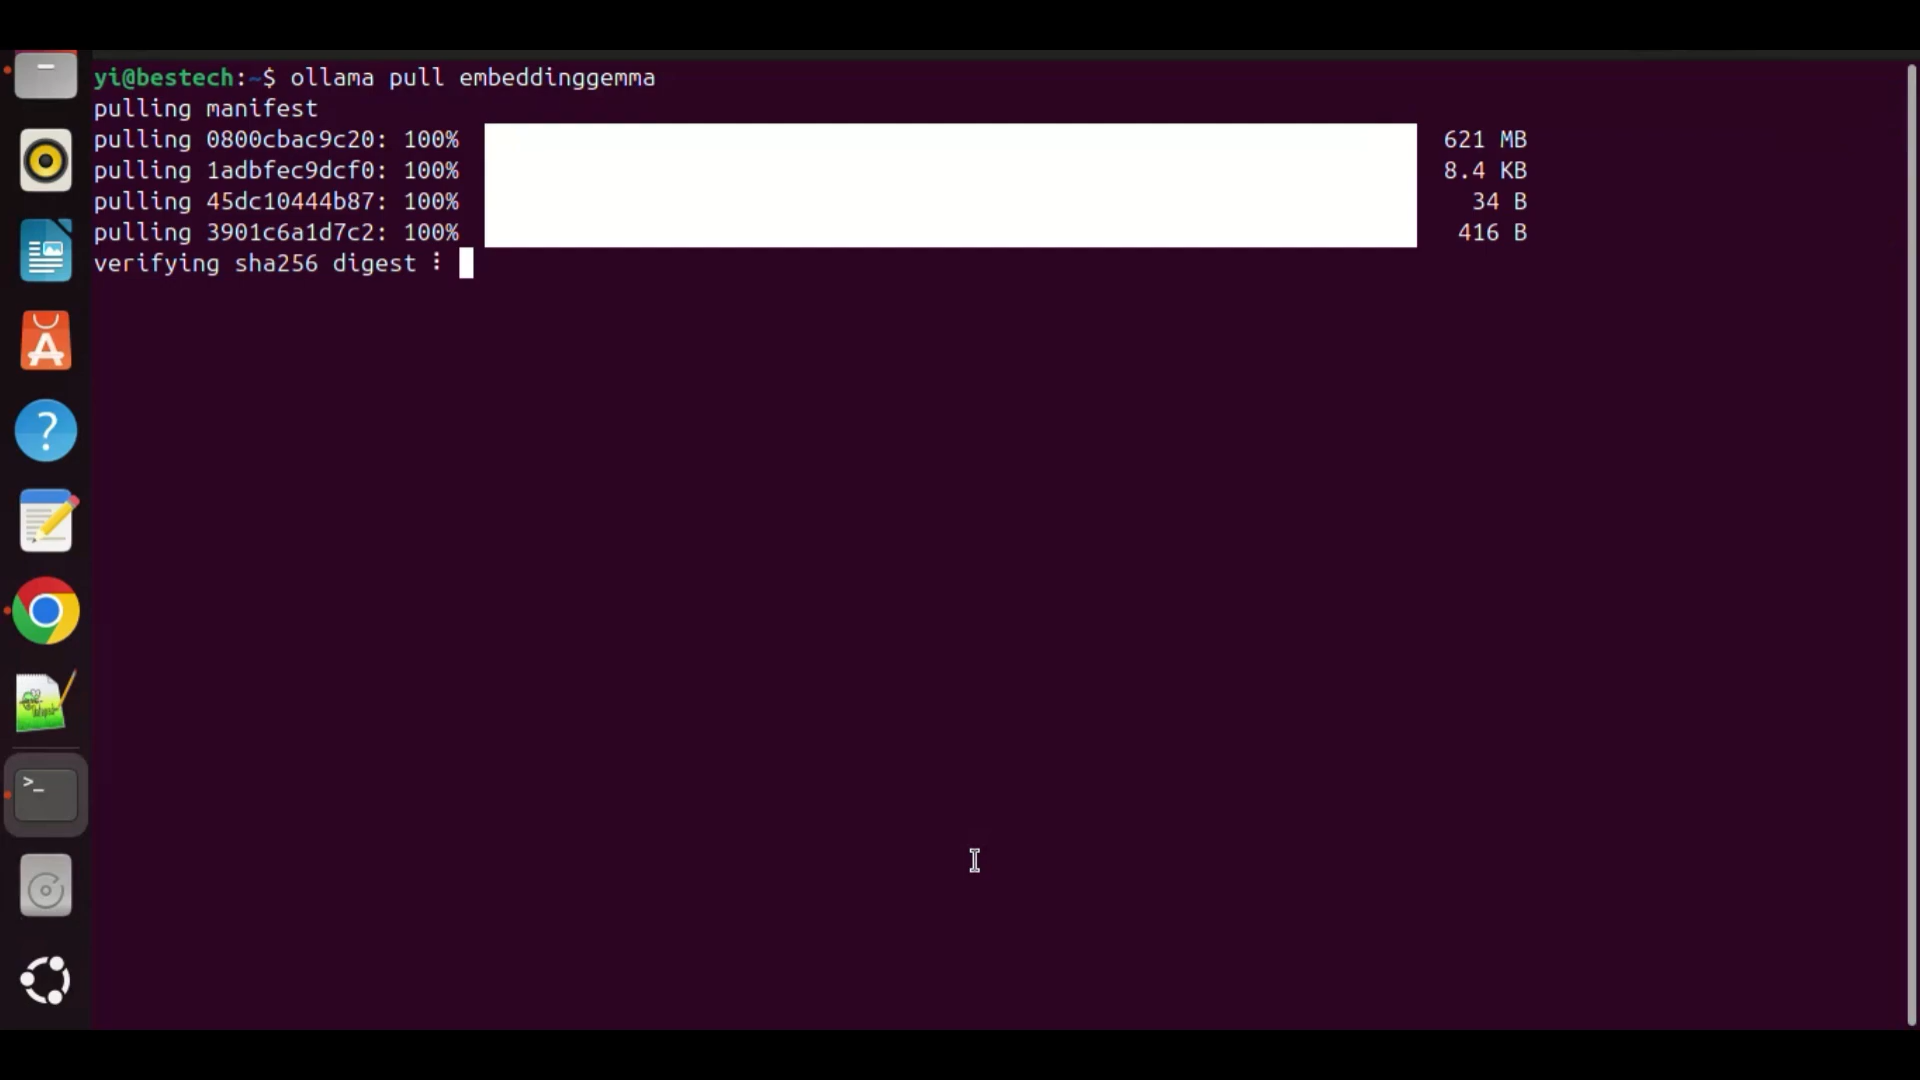 yi@bestech:~$ ollama pull embeddinggemma
pulling manifest
pulling 0800cbac9c20: 100% 621 MB
pulling 1adbfec9dcf0: 100% 8.4 KB
pulling 45dc10444b87: 100% 34 B
pulling 3901c6a1d7c2: 100% 416 B
verifying sha256 digest ⠸